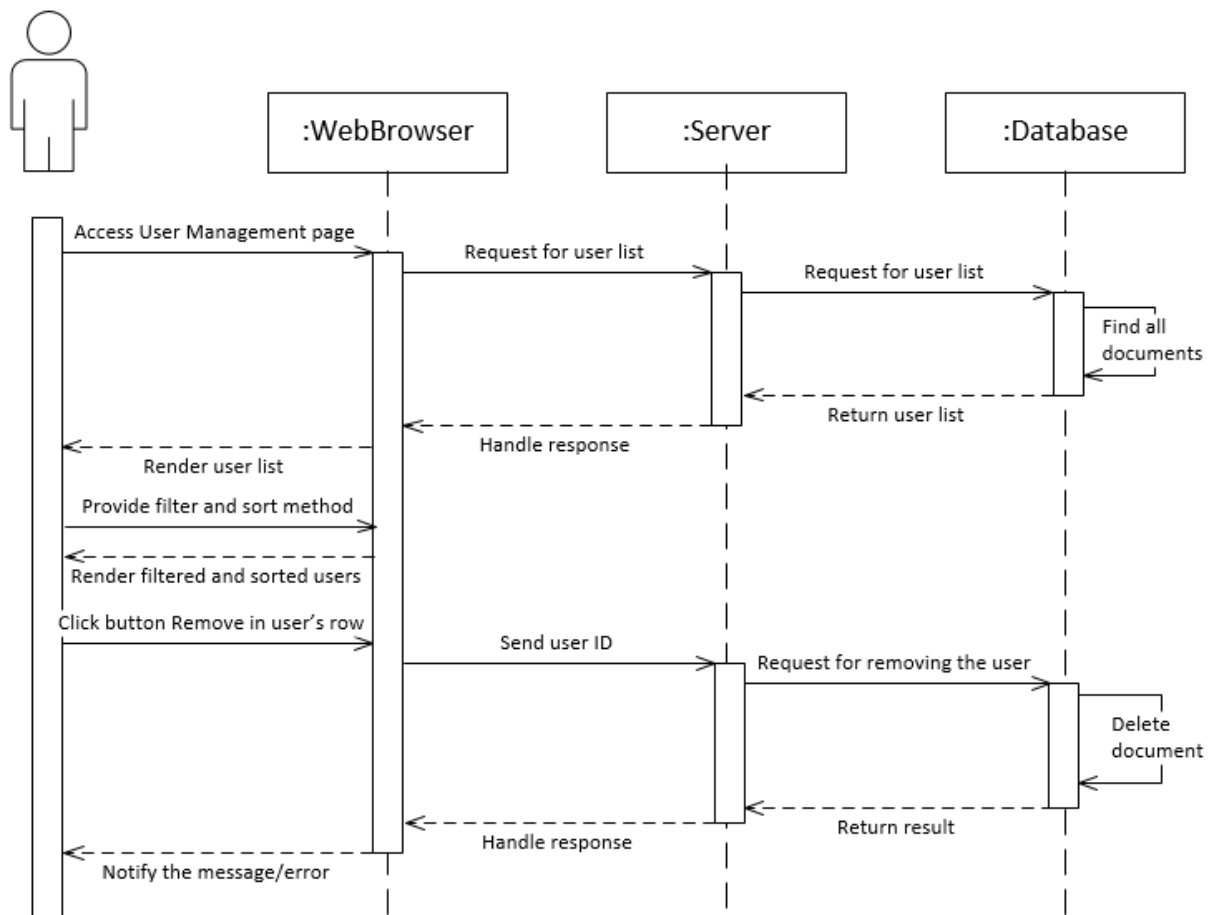 :WebBrowser
:Server
:Database
Access User Management page
Request for user list
Request for user list
Find all
documents
Return user list
Handle response
Render user list
Provide filter and sort method
Render filtered and sorted users
Click button Remove in user’s row
Send user ID
Request for removing the user
Delete
document
Return result
Handle response
Notify the message/error